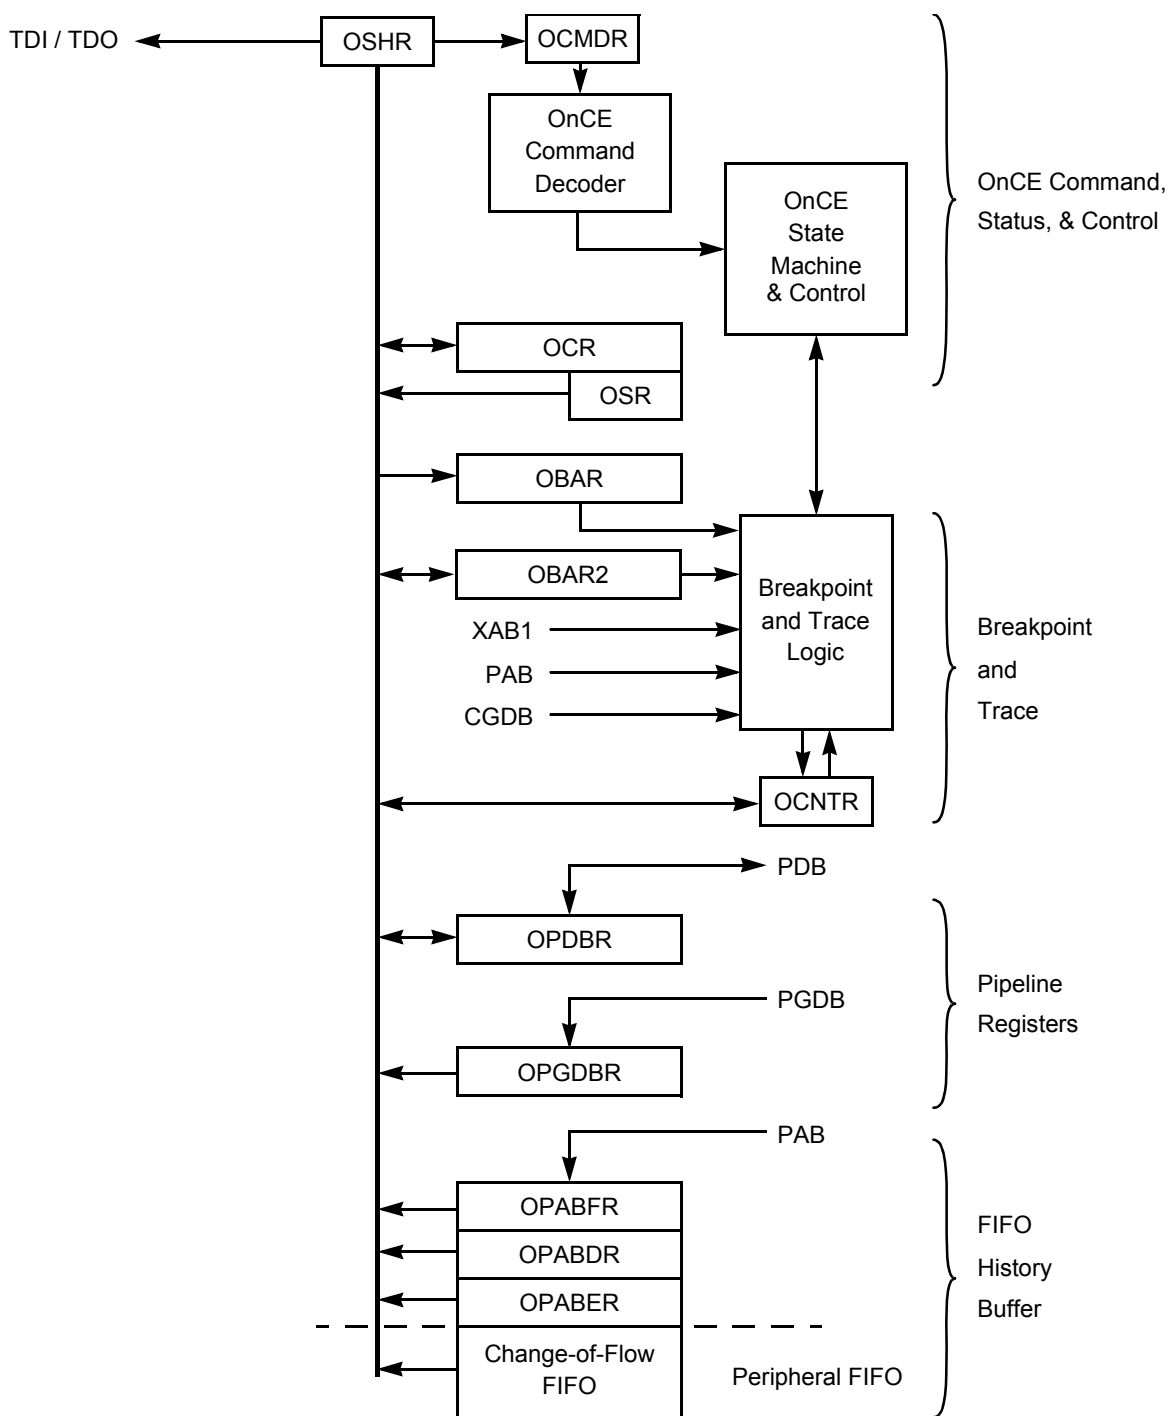 TDI / TDO
OSHR
OCMDR
OnCE
Command
Decoder
OnCE
State
Machine
& Control
OnCE Command,
Status, & Control
OCR
OSR
OBAR
OBAR2
XAB1
PAB
CGDB
Breakpoint
and Trace
Logic
Breakpoint
and
Trace
OCNTR
PDB
OPDBR
PGDB
OPGDBR
Pipeline
Registers
PAB
OPABFR
OPABDR
OPABER
Change-of-Flow
FIFO
Peripheral FIFO
FIFO
History
Buffer